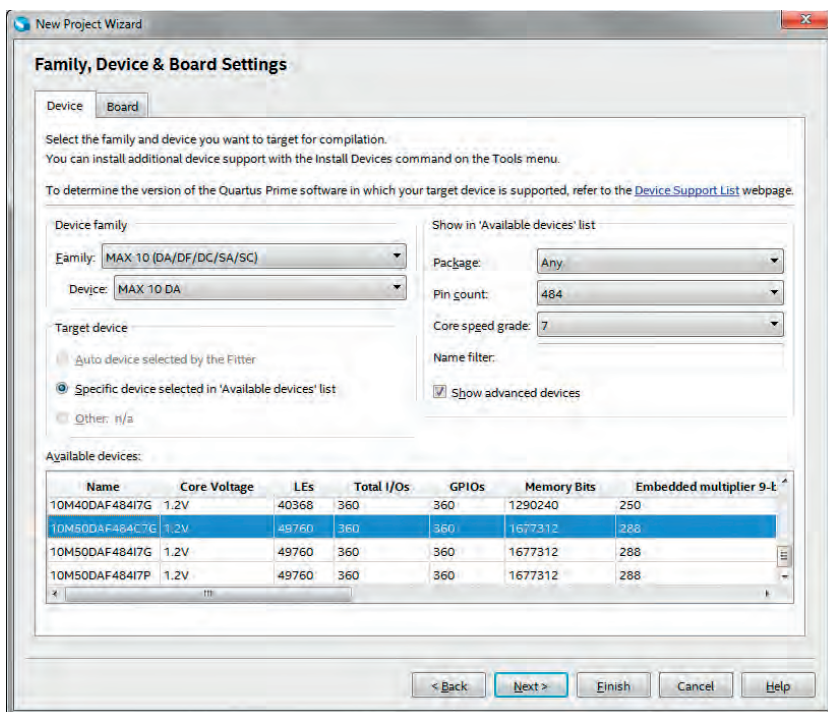 New Project Wizard
Family, Device & Board Settings
Device Board
Select the family and device you want to target for compilation.
You can install additional device support with the Install Devices command on the Tools menu.
To determine the version of the Quartus Prime software in which your target device is supported, refer to the Device Support List webpage.
Device family
Family: MAX 10 (DA/DF/DC/SA/SC)
Device: MAX 10 DA
Show in 'Available devices' list
Package: Any
Pin count: 484
Core speed grade: 7
Name filter:
Show advanced devices
Target device
Auto device selected by the Fitter
Specific device selected in 'Available devices' list
Other: n/a
Available devices:
Name Core Voltage LEs Total I/Os GPIOs Memory Bits Embedded multiplier 9-b
10M40DAF484I7G 1.2V 40368 360 360 1290240 250
10M50DAF484C7G 1.2V 49760 360 360 1677312 288
10M50DAF484I7G 1.2V 49760 360 360 1677312 288
10M50DAF484I7P 1.2V 49760 360 360 1677312 288
< Back Next > Finish Cancel Help